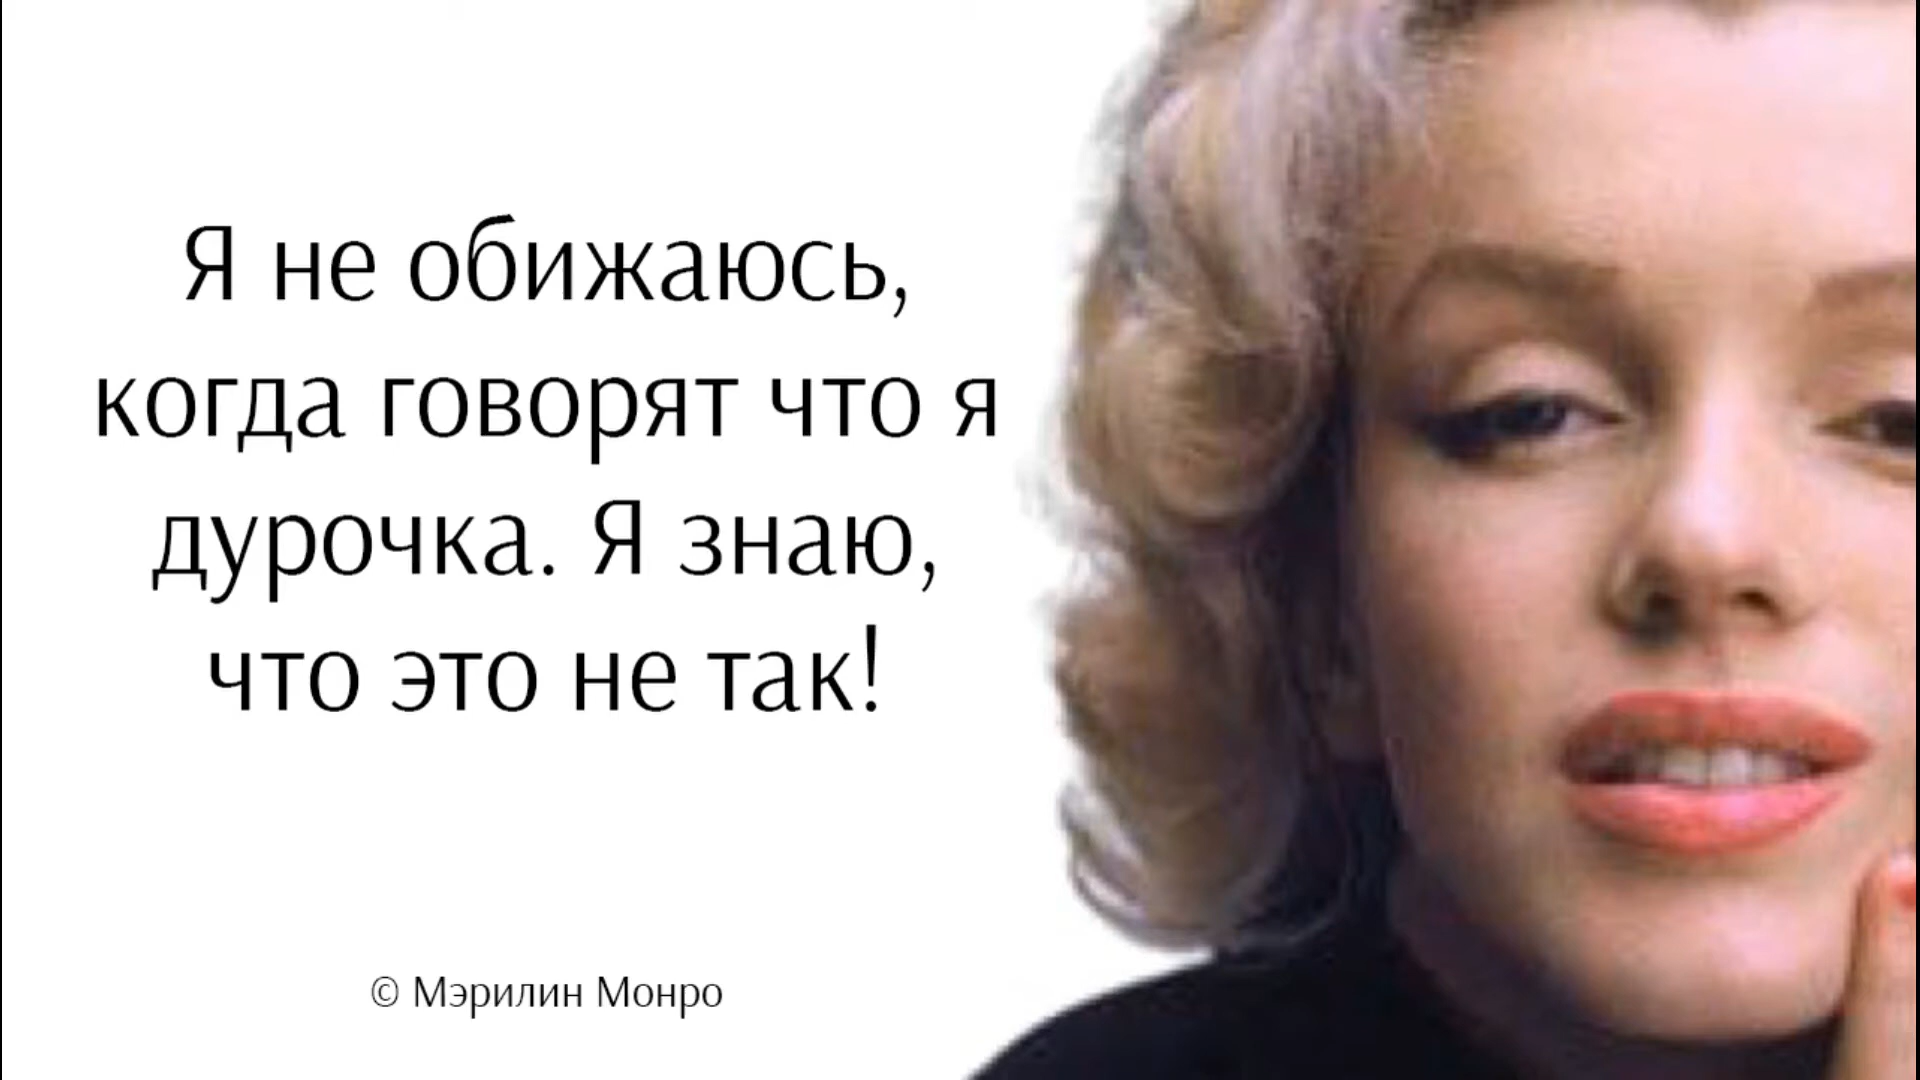 Я не обижаюсь,
когда говорят что я
дурочка. Я знаю,
что это не так!
© Мэрилин Монро